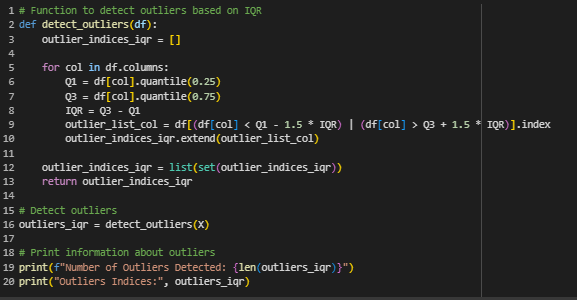 1 # Function to detect outliers based on IQR
2 def detect_outliers(df):
3     outlier_indices_iqr = []
4
5     for col in df.columns:
6         Q1 = df[col].quantile(0.25)
7         Q3 = df[col].quantile(0.75)
8         IQR = Q3 - Q1
9         outlier_list_col = df[(df[col] < Q1 - 1.5 * IQR) | (df[col] > Q3 + 1.5 * IQR)].index
10         outlier_indices_iqr.extend(outlier_list_col)
11
12     outlier_indices_iqr = list(set(outlier_indices_iqr))
13     return outlier_indices_iqr
14
15 # Detect outliers
16 outliers_iqr = detect_outliers(X)
17
18 # Print information about outliers
19 print(f"Number of Outliers Detected: {len(outliers_iqr)}")
20 print("Outliers Indices:", outliers_iqr)